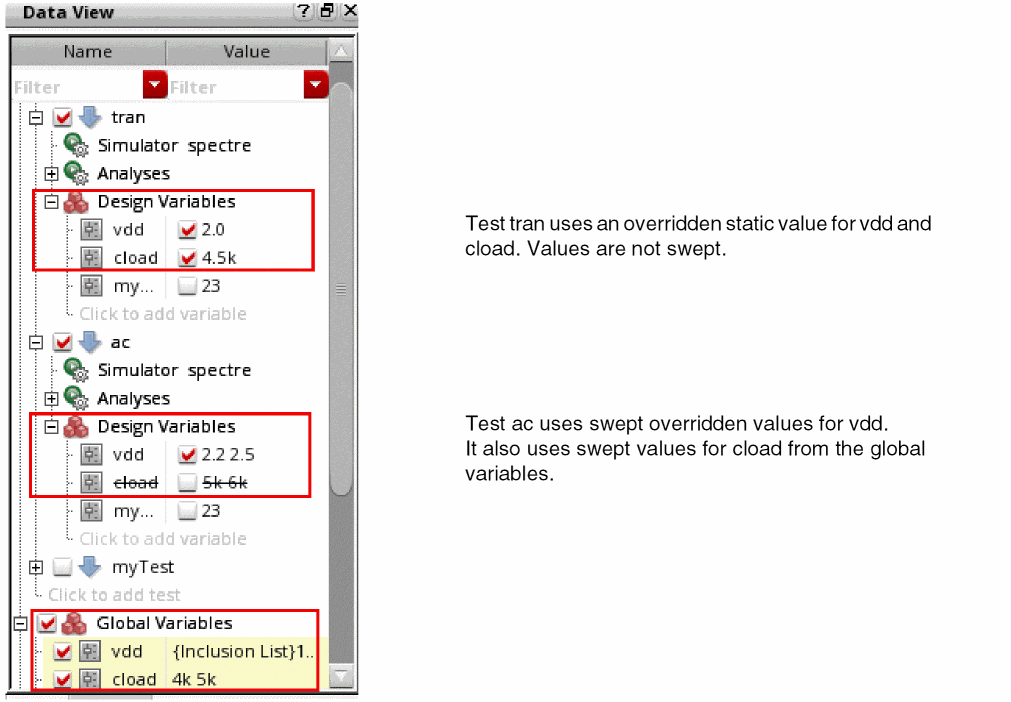 Data View
Name Value
Filter Filter
tran
Simulator spectre
Analyses
Design Variables
vdd 2.0
cload 4.5k
my... 23
Click to add variable
ac
Simulator spectre
Analyses
Design Variables
vdd 2.2 2.5
cload 5k 6k
my... 23
Click to add variable
myTest
Click to add test
Global Variables
vdd {Inclusion List}1..
cload 4k 5k
Test tran uses an overridden static value for vdd and
cload. Values are not swept.
Test ac uses swept overridden values for vdd.
It also uses swept values for cload from the global
variables.